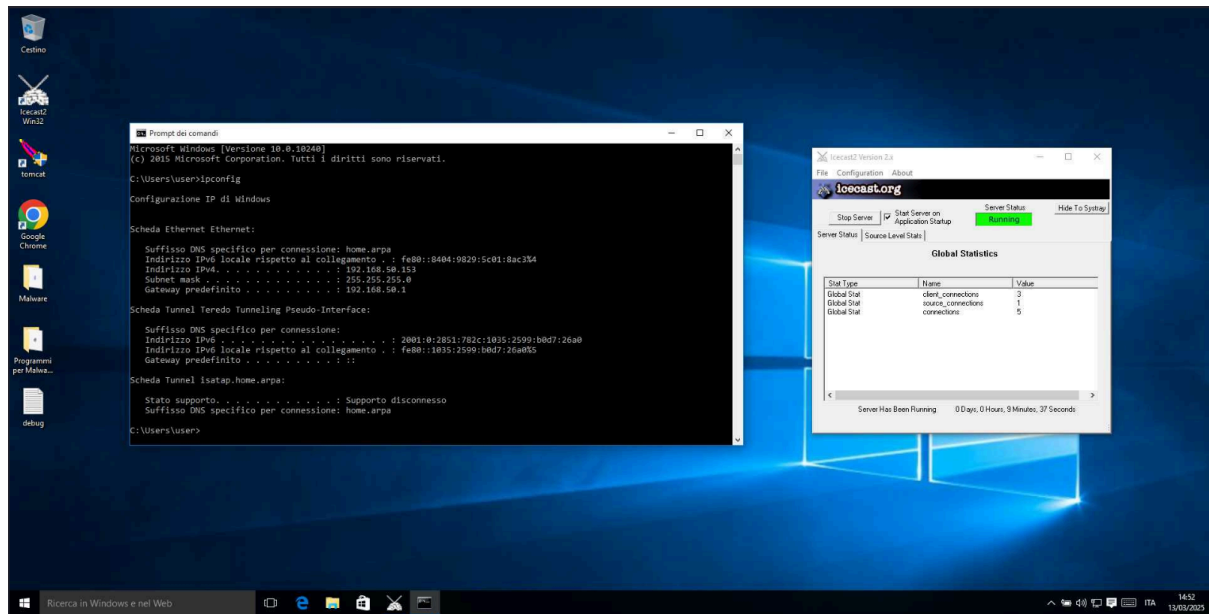 Cestino
Icecast2
Win32
tomcat
Google
Chrome
Malware
Programmi
per Malwa...
debug
Prompt dei comandi
Microsoft Windows [Versione 10.0.10240]
(c) 2015 Microsoft Corporation. Tutti i diritti sono riservati.
C:\Users\user>ipconfig
Configurazione IP di Windows
Scheda Ethernet Ethernet:
Suffisso DNS specifico per connessione: home.arpa
Indirizzo IPv6 locale rispetto al collegamento . : fe80::8404:9829:5c01:8ac3%4
Indirizzo IPv4. . . . . . . . . . . . : 192.168.50.153
Subnet mask . . . . . . . . . . . . . : 255.255.255.0
Gateway predefinito . . . . . . . . . : 192.168.50.1
Scheda Tunnel Teredo Tunneling Pseudo-Interface:
Suffisso DNS specifico per connessione:
Indirizzo IPv6 . . . . . . . . . . . . . . . . . : 2001:0:2851:782c:1035:2599:b0d7:26a0
Indirizzo IPv6 locale rispetto al collegamento . : fe80::1035:2599:b0d7:26a0%5
Gateway predefinito . . . . . . . . . : ::
Scheda Tunnel isatap.home.arpa:
Stato supporto. . . . . . . . . . . . : Supporto disconnesso
Suffisso DNS specifico per connessione: home.arpa
C:\Users\user>
Icecast2 Version 2.a
File Configuration About
icecast.org
Stop Server
Start Server on
Application Startup
Server Status
Running
Hide To Systray
Server Status Source Level Stats
Global Statistics
Stat Type Name Value
Global Stat client_connections 3
Global Stat source_connections 1
Global Stat connections 5
Server Has Been Running 0 Days, 0 Hours, 9 Minutes, 37 Seconds
Ricerca in Windows e nel Web
ITA
14:52
13/03/2025